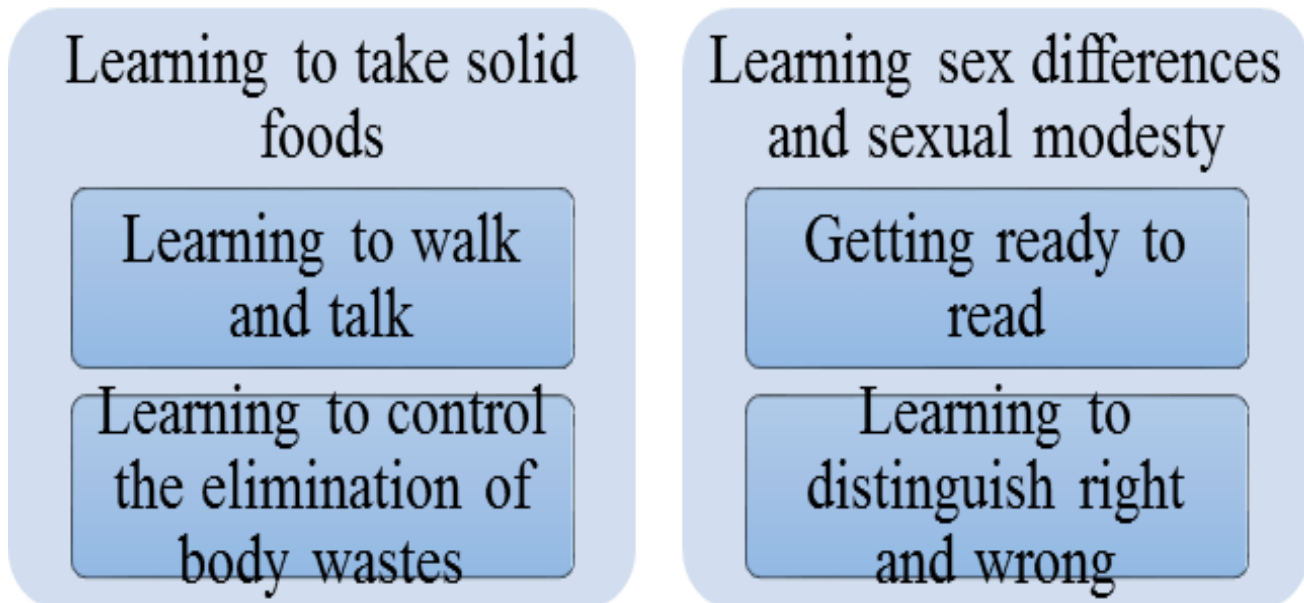 Learning to take solid
foods
Learning to walk
and talk
Learning to control
the elimination of
body wastes
Learning sex differences
and sexual modesty
Getting ready to
read
Learning to
distinguish right
and wrong